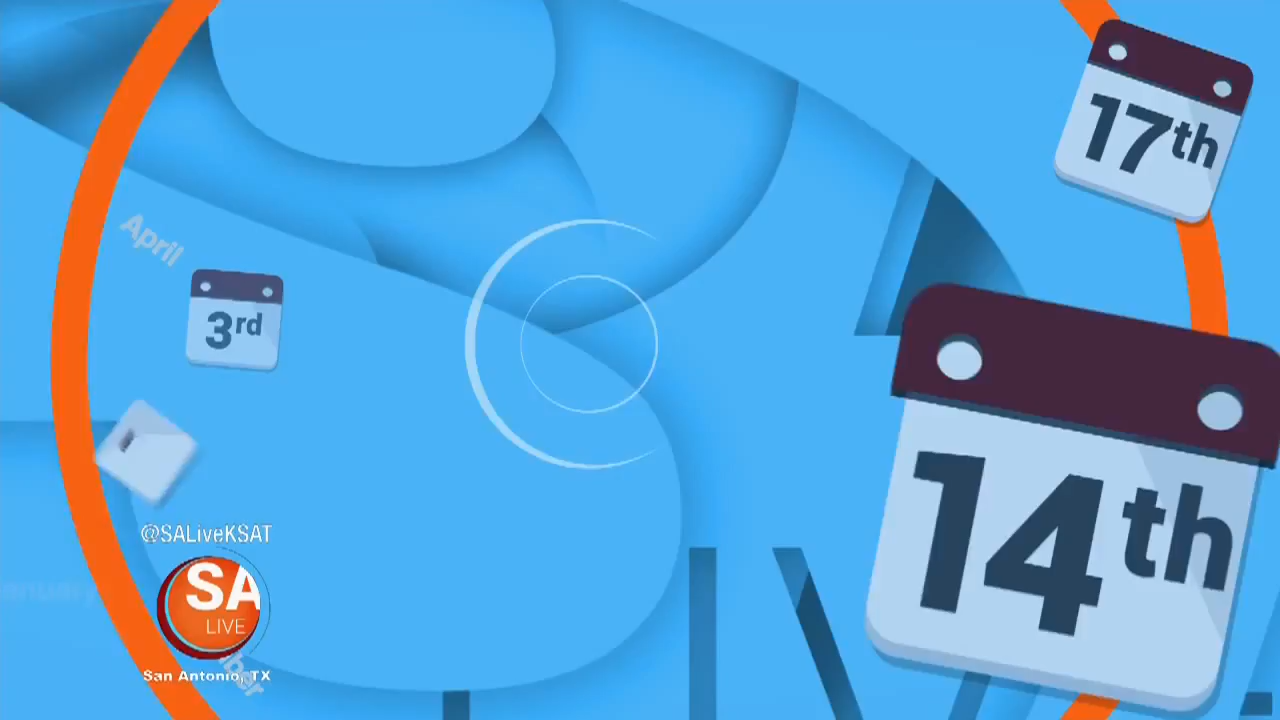 17th
April
3rd
14th
@SALiveKSAT
SA
LIVE
San Antonio, TX